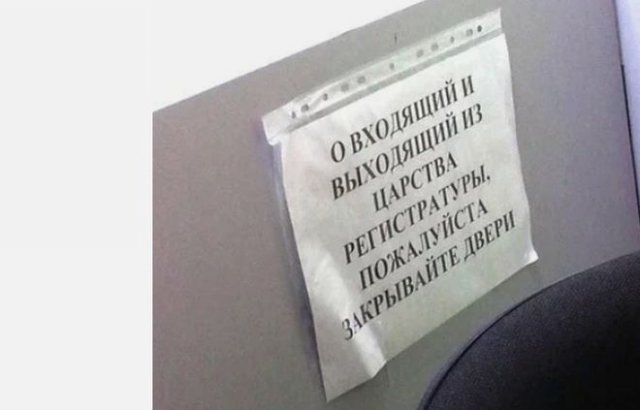 О ВХОДЯЩИЙ И
ВЫХОДЯЩИЙ ИЗ
ЦАРСТВА
РЕГИСТРАТУРЫ,
ПОЖАЛУЙСТА
ЗАКРЫВАЙТЕ ДВЕРИ